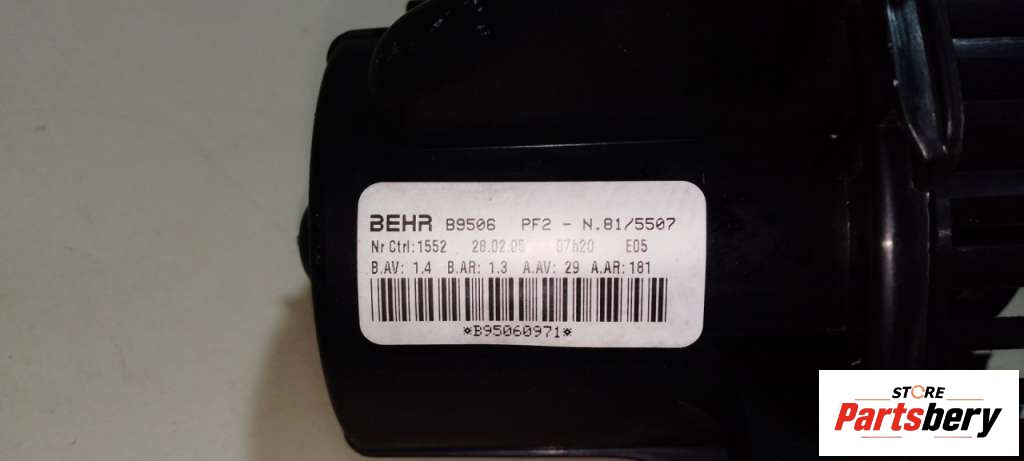 BEHR B9506 PF2 - N.81/5507
Nr Ctrl:1552 28.02.05 07h20 E05
B.AV: 1.4 B.AR: 1.3 A.AV: 29 A.AR:181
*B95060971*
STORE
Partsbery